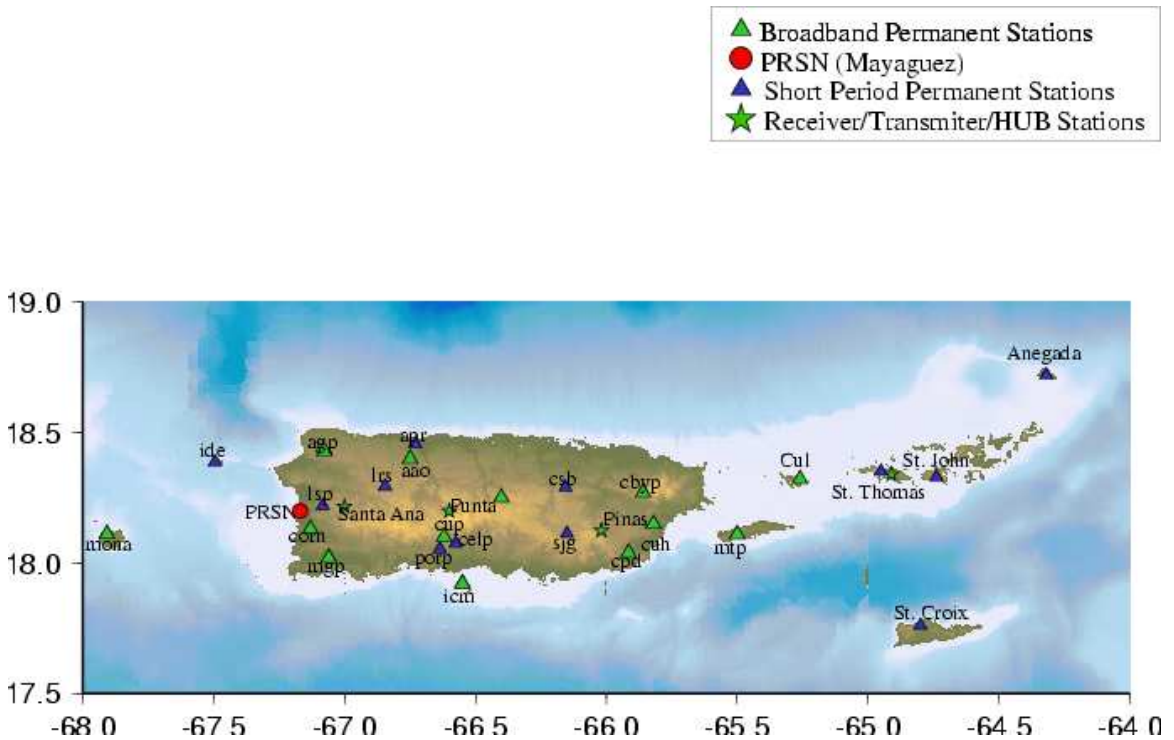 Broadband Permanent Stations
PRSN (Mayaguez)
Short Period Permanent Stations
Receiver/Transmiter/HUB Stations
19.0
Anegada
18.5
agp
apr
ide
aao
lrs
csb
cbyp
Cul
St. John
lsp
St. Thomas
PRSN
Santa Ana
Punta
Pinas
com
cup
celp
sjg
cuh
mtp
mona
18.0
mgp
porp
cpd
icm
St. Croix
17.5
-68.0 -67.5 -67.0 -66.5 -66.0 -65.5 -65.0 -64.5 -64.0